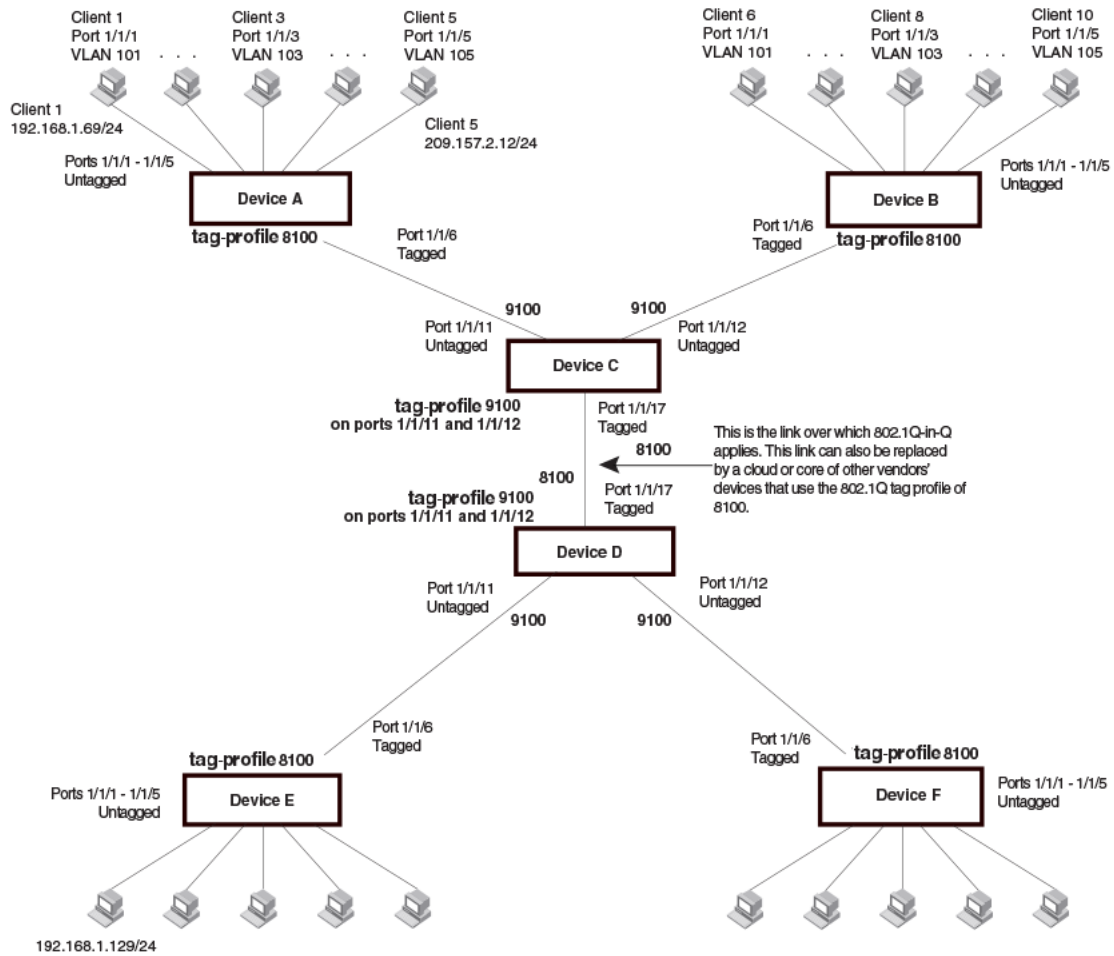 Client 1
Port 1/1/1
VLAN 101
. . .
Client 3
Port 1/1/3
VLAN 103
. . .
Client 5
Port 1/1/5
VLAN 105
Client 6
Port 1/1/1
VLAN 101
. . .
Client 8
Port 1/1/3
VLAN 103
. . .
Client 10
Port 1/1/5
VLAN 105
Client 1
192.168.1.69/24
Client 5
209.157.2.12/24
Ports 1/1/1 - 1/1/5
Untagged
Device A
tag-profile 8100
Port 1/1/6
Tagged
Ports 1/1/1 - 1/1/5
Untagged
Device B
tag-profile 8100
Port 1/1/6
Tagged
9100
9100
Port 1/1/11
Untagged
Port 1/1/12
Untagged
Device C
tag-profile 9100
on ports 1/1/11 and 1/1/12
Port 1/1/17
Tagged
8100
This is the link over which 802.1Q-in-Q
applies. This link can also be replaced
by a cloud or core of other vendors'
devices that use the 802.1Q tag profile of
8100.
8100
tag-profile 9100
on ports 1/1/11 and 1/1/12
Port 1/1/17
Tagged
Device D
Port 1/1/11
Untagged
Port 1/1/12
Untagged
9100
9100
Port 1/1/6
Tagged
tag-profile 8100
Ports 1/1/1 - 1/1/5
Untagged
Device E
Port 1/1/6
Tagged
tag-profile 8100
Device F
Ports 1/1/1 - 1/1/5
Untagged
192.168.1.129/24